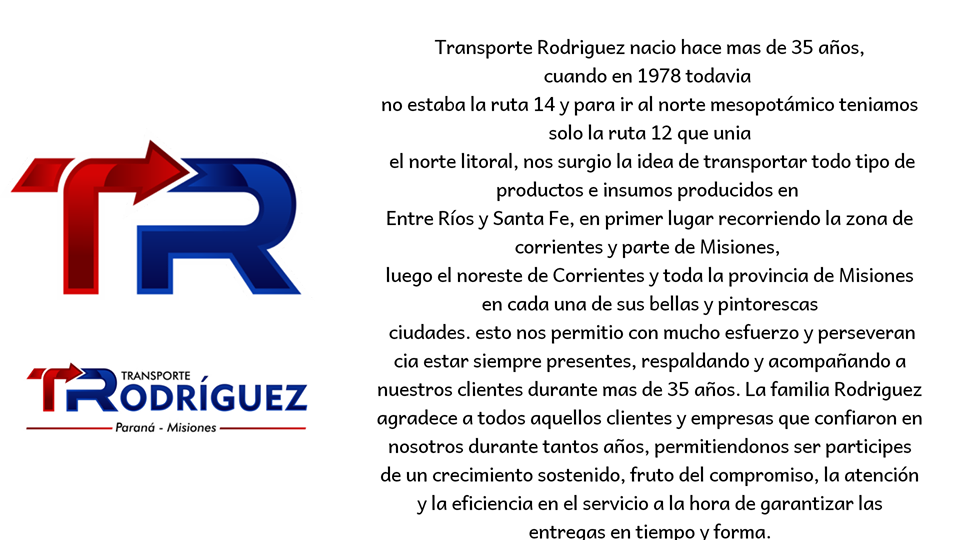 TR
TRANSPORTE
RODRÍGUEZ
Paraná - Misiones
Transporte Rodriguez nacio hace mas de 35 años,
cuando en 1978 todavia
no estaba la ruta 14 y para ir al norte mesopotámico teniamos
solo la ruta 12 que unia
el norte litoral, nos surgio la idea de transportar todo tipo de
productos e insumos producidos en
Entre Ríos y Santa Fe, en primer lugar recorriendo la zona de
corrientes y parte de Misiones,
luego el noreste de Corrientes y toda la provincia de Misiones
en cada una de sus bellas y pintorescas
ciudades. esto nos permitio con mucho esfuerzo y perseveran
cia estar siempre presentes, respaldando y acompañando a
nuestros clientes durante mas de 35 años. La familia Rodriguez
agradece a todos aquellos clientes y empresas que confiaron en
nosotros durante tantos años, permitiendonos ser participes
de un crecimiento sostenido, fruto del compromiso, la atención
y la eficiencia en el servicio a la hora de garantizar las
entregas en tiempo y forma.